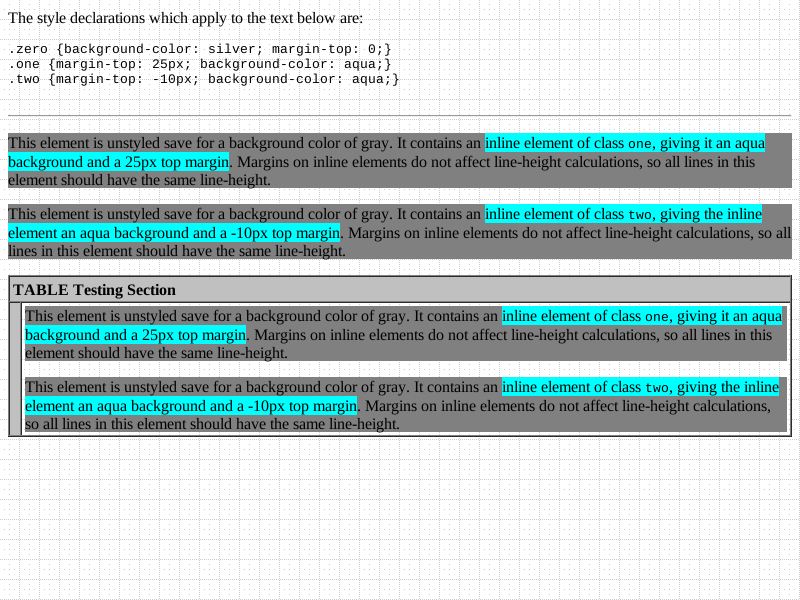 The style declarations which apply to the text below are:
.zero {background-color: silver; margin-top: 0;}
.one {margin-top: 25px; background-color: aqua;}
.two {margin-top: -10px; background-color: aqua;}
This element is unstyled save for a background color of gray. It contains an inline element of class one, giving it an aqua
background and a 25px top margin. Margins on inline elements do not affect line-height calculations, so all lines in this
element should have the same line-height.
This element is unstyled save for a background color of gray. It contains an inline element of class two, giving the inline
element an aqua background and a -10px top margin. Margins on inline elements do not affect line-height calculations, so all
lines in this element should have the same line-height.
TABLE Testing Section
This element is unstyled save for a background color of gray. It contains an inline element of class one, giving it an aqua
background and a 25px top margin. Margins on inline elements do not affect line-height calculations, so all lines in this
element should have the same line-height.
This element is unstyled save for a background color of gray. It contains an inline element of class two, giving the inline
element an aqua background and a -10px top margin. Margins on inline elements do not affect line-height calculations,
so all lines in this element should have the same line-height.